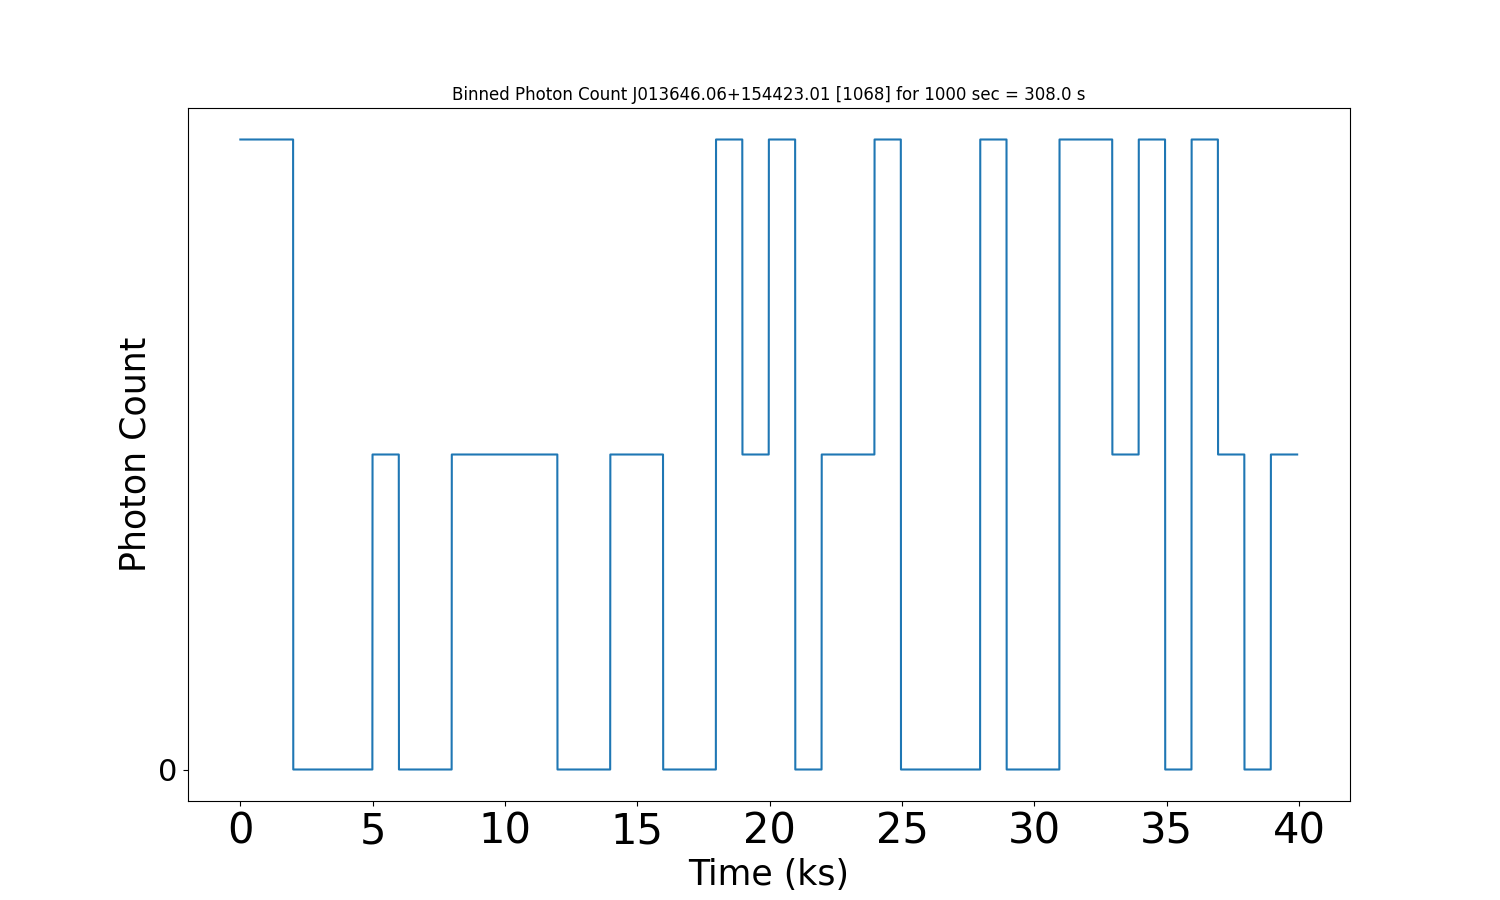 Binned Photon Count J013646.06+154423.01 [1068] for 1000 sec = 308.0 s
Photon Count
0
0 5 10 15 20 25 30 35 40
Time (ks)